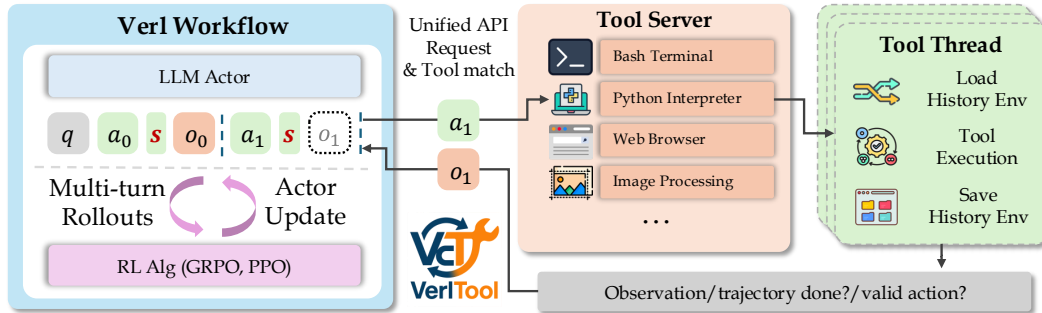 Verl Workflow
LLM Actor
q a0 s o0 a1 s o1
Multi-turn
Rollouts
Actor
Update
RL Alg (GRPO, PPO)
Unified API
Request
& Tool match
a1
o1
VcT
VerlTool
Tool Server
>_
Bash Terminal
Python Interpreter
Web Browser
Image Processing
...
Tool Thread
Load
History Env
Tool
Execution
Save
History Env
Observation/trajectory done?/valid action?